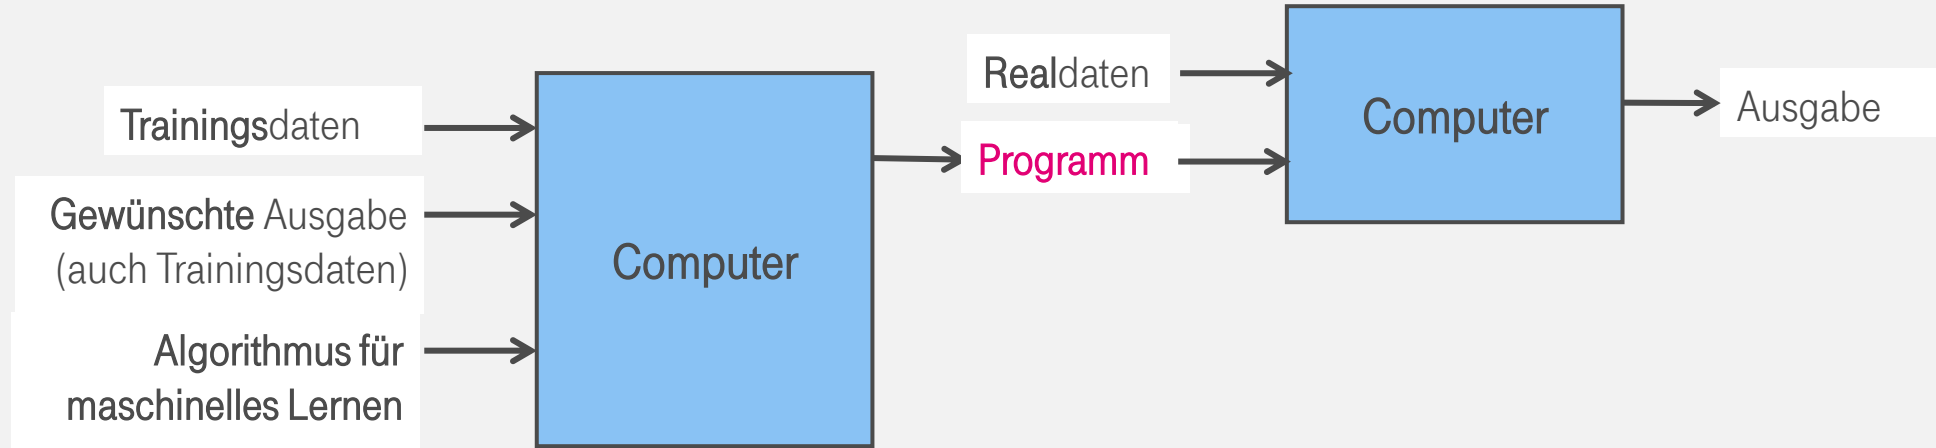 Trainingsdaten
Gewünschte Ausgabe
(auch Trainingsdaten)
Algorithmus für
maschinelles Lernen
Computer
Realdaten
Programm
Computer
Ausgabe